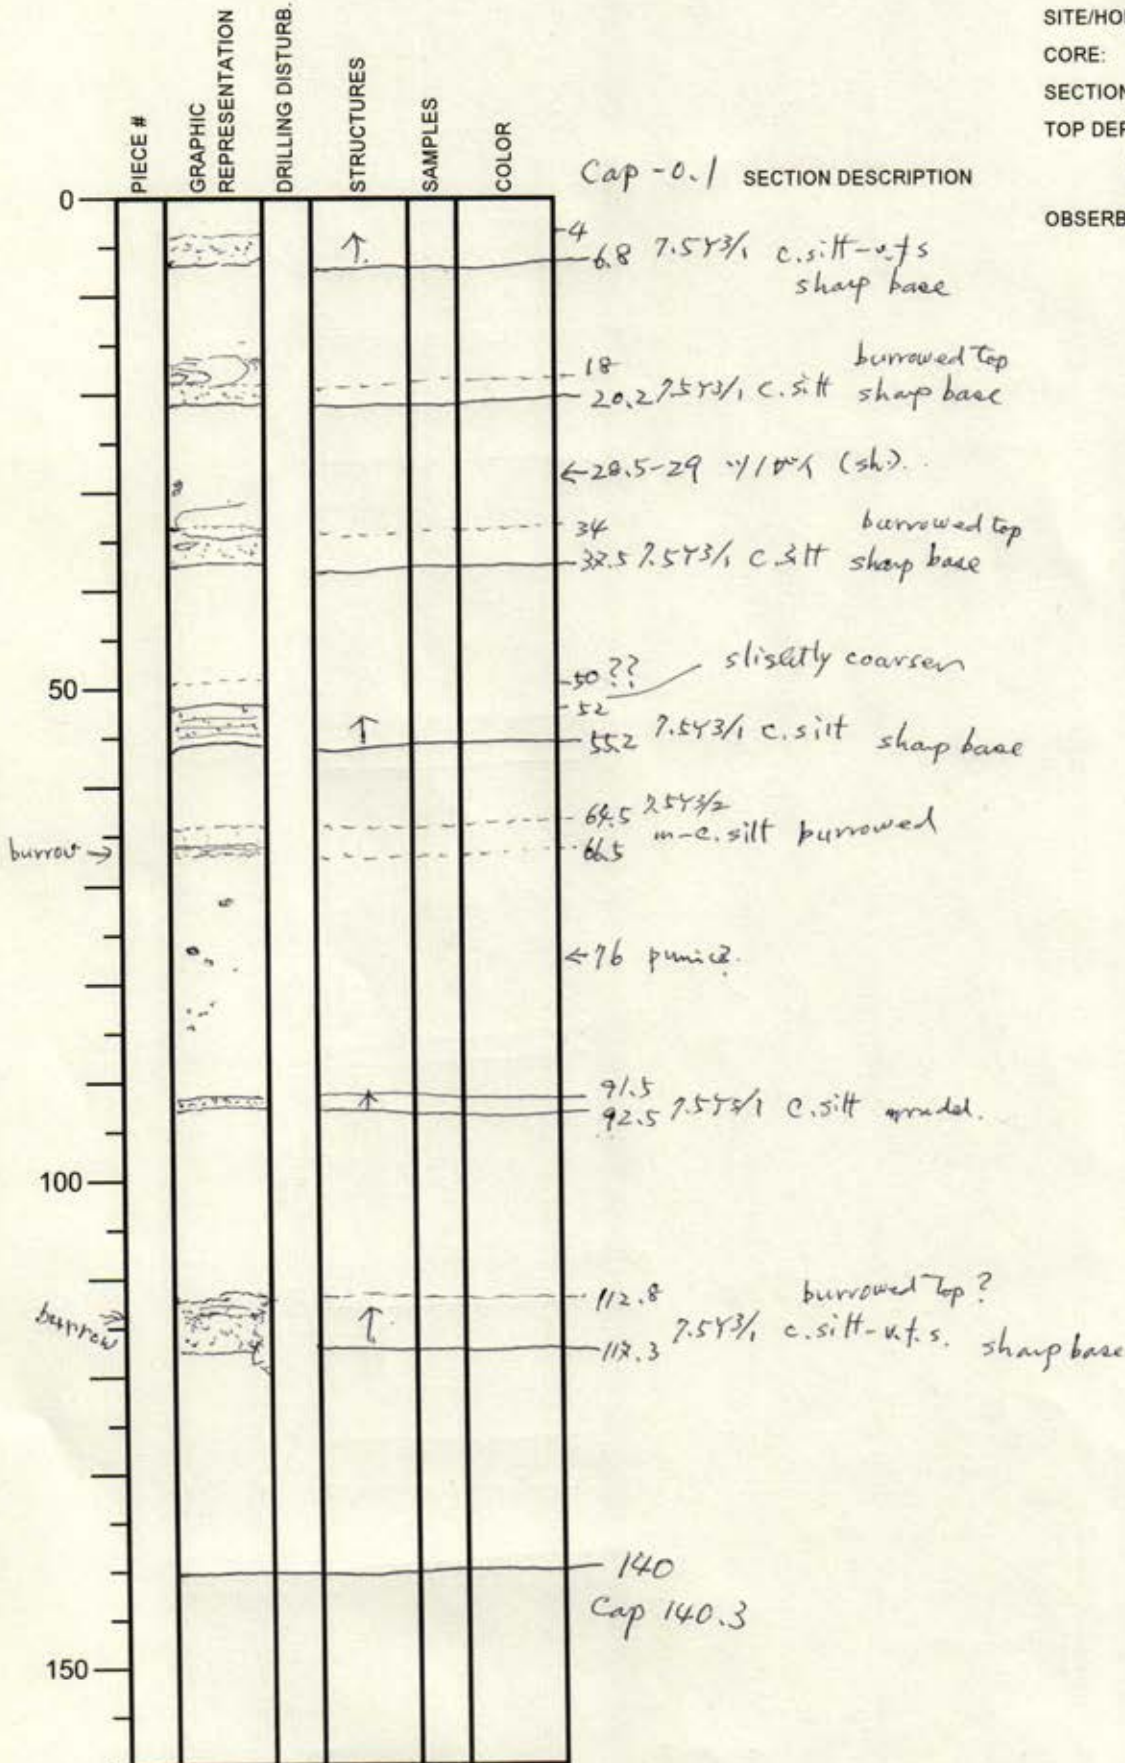 SITE/HO
CORE:
SECTION
TOP DEP
OBSERB
PIECE #
GRAPHIC
REPRESENTATION
DRILLING DISTURB.
STRUCTURES
SAMPLES
COLOR
Cap -0.1 SECTION DESCRIPTION
0
4
6.8 7.5Y3/1 c.silt-v.f s
sharp base
18 burrowed top
20.2 7.5Y3/1 c.silt sharp base
←28.5-29 (sh.)
34 burrowed top
37.5 7.5Y3/1 c.silt sharp base
50
50 ?? slightly coarser
52
55.2 7.5Y3/1 c.silt sharp base
64.5 7.5Y3/2
m-c.silt burrowed
66.5
burrow →
←76 pumice
91.5
92.5 7.5Y3/1 c.silt
100
112.8 burrowed top?
burrow
117.3 7.5Y3/1 c.silt-v.f.s. sharp base
140
Cap 140.3
150